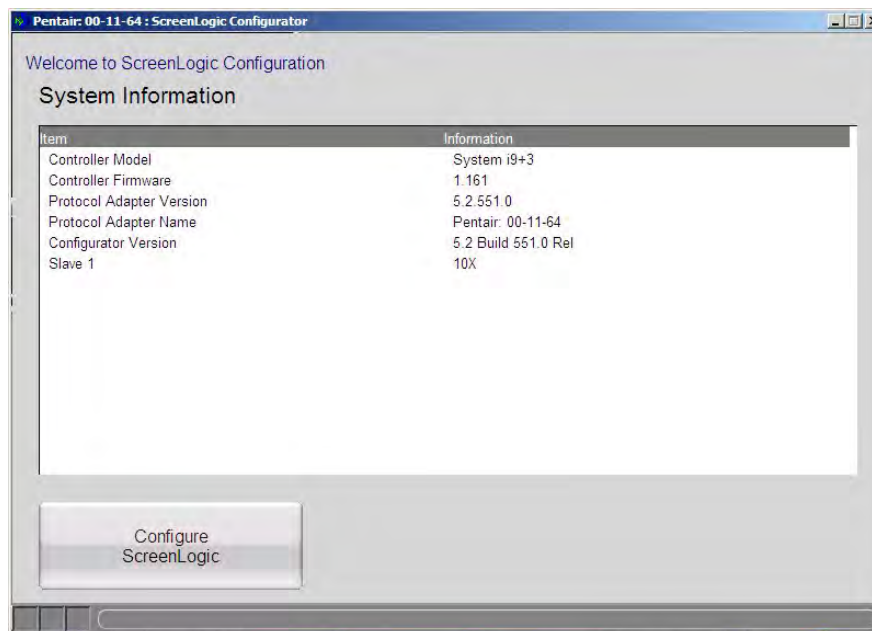 Pentair: 00-11-64 : ScreenLogic Configurator
Welcome to ScreenLogic Configuration
System Information
Item Information
Controller Model System i9+3
Controller Firmware 1.161
Protocol Adapter Version 5.2.551.0
Protocol Adapter Name Pentair: 00-11-64
Configurator Version 5.2 Build 551.0 Rel
Slave 1 10X
Configure
ScreenLogic